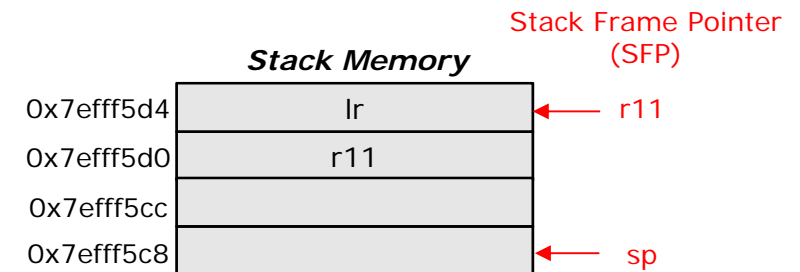 Stack Frame Pointer
(SFP)
Stack Memory
0x7efff5d4 lr r11
0x7efff5d0 r11
0x7efff5cc
0x7efff5c8 sp